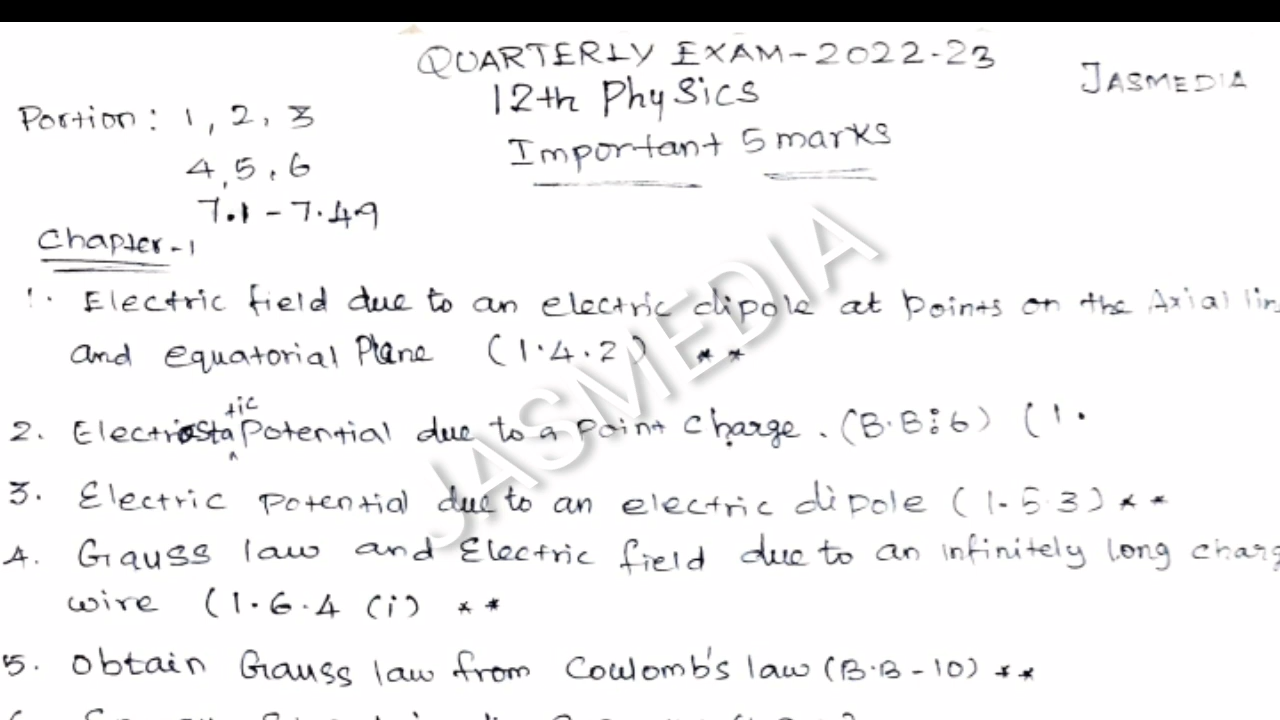 QUARTERLY EXAM-2022-23
JASMEDIA
12th Physics
Portion: 1, 2, 3
Important 5 marks
4, 5, 6
7.1 - 7.49
Chapter-1
1. Electric field due to an electric dipole at points on the Axial lin
and equatorial Plane (1.4.2) **
2. Electrostatic Potential due to a Point Charge. (B.B:6) (1.
3. Electric Potential due to an electric dipole (1.5.3) **
4. Gauss law and Electric field due to an infinitely long charg
wire (1.6.4 (i) **
5. Obtain Gauss law from Coulomb's law (B.B-10) **
JASMEDIA